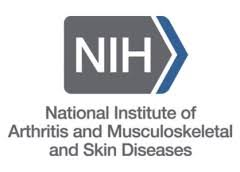 NIH
National Institute of
Arthritis and Musculoskeletal
and Skin Diseases